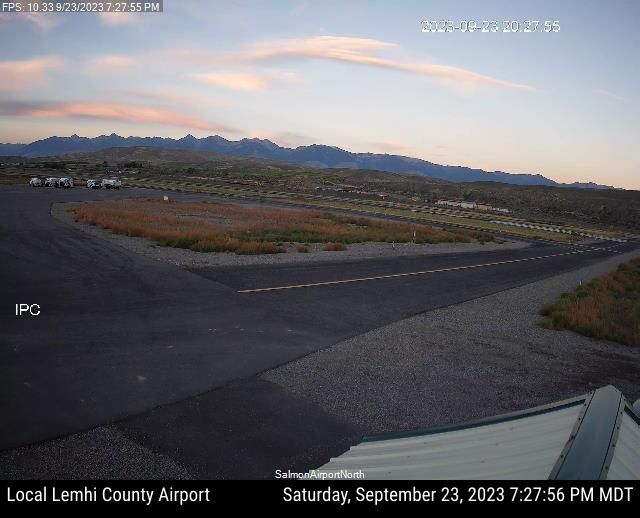 FPS: 10.33 9/23/2023 7:27:55 PM
2023-09-23 20:27:55
IPC
SalmonAirportNorth
Local Lemhi County Airport Saturday, September 23, 2023 7:27:56 PM MDT